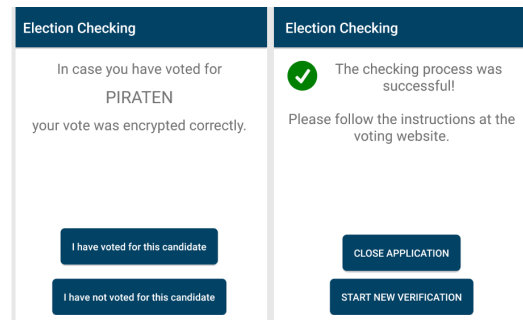 Election Checking
In case you have voted for
PIRATEN
your vote was encrypted correctly.
I have voted for this candidate
I have not voted for this candidate
Election Checking
The checking process was
successful!
Please follow the instructions at the
voting website.
CLOSE APPLICATION
START NEW VERIFICATION